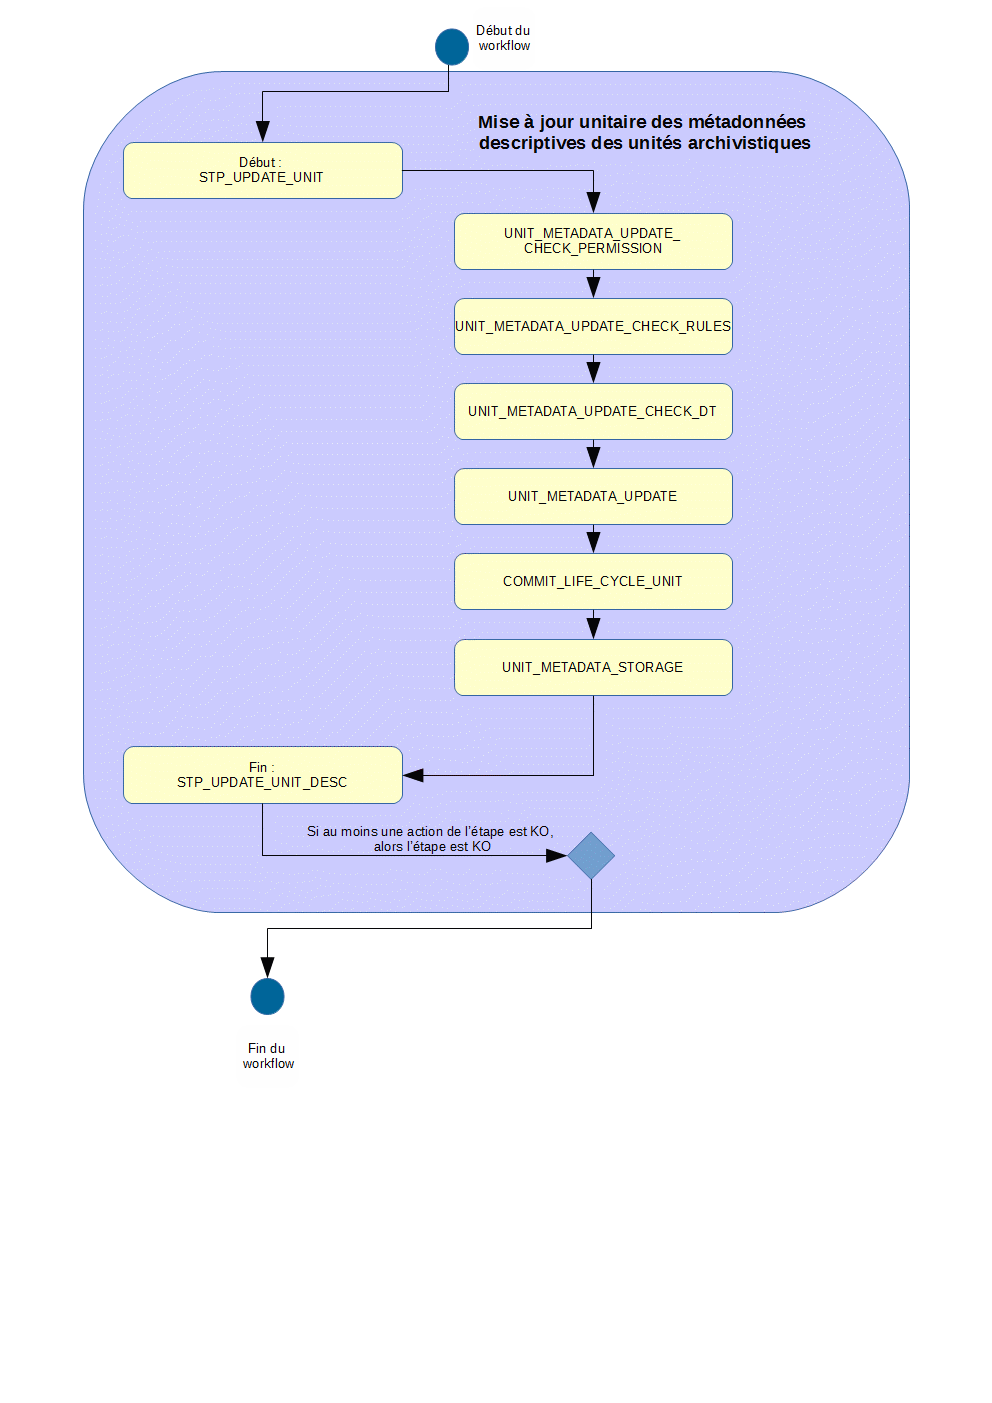 Début du
workflow
Mise à jour unitaire des métadonnées
descriptives des unités archivistiques
Début :
STP_UPDATE_UNIT
UNIT_METADATA_UPDATE_
CHECK_PERMISSION
UNIT_METADATA_UPDATE_CHECK_RULES
UNIT_METADATA_UPDATE_CHECK_DT
UNIT_METADATA_UPDATE
COMMIT_LIFE_CYCLE_UNIT
UNIT_METADATA_STORAGE
Fin :
STP_UPDATE_UNIT_DESC
Si au moins une action de l’étape est KO,
alors l’étape est KO
Fin du
workflow